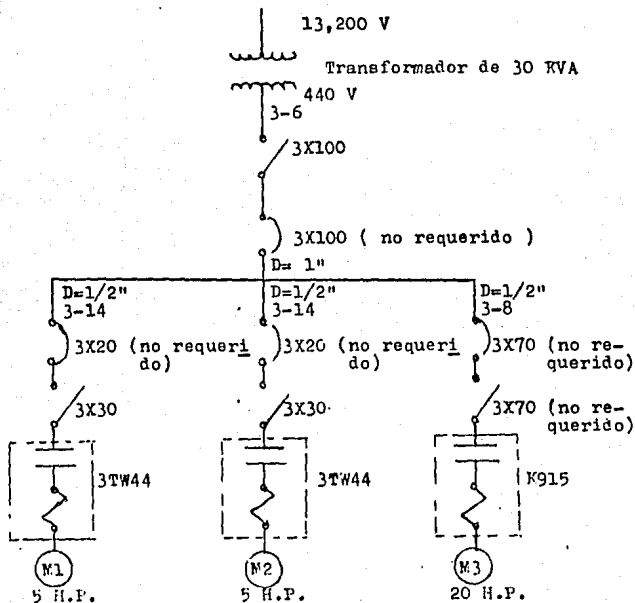 13,200 V
Transformador de 30 KVA
440 V
3-6
3X100
3X100 ( no requerido )
D= 1"
D=1/2"
3-14
D=1/2"
3-14
D=1/2"
3-8
3X20 (no requeri
do)
3X20 (no requeri
do)
3X70 (no re-
querido)
3X30
3X30
3X70 (no re-
querido)
3TW44
3TW44
K915
M1
M2
M3
5 H.P.
5 H.P.
20 H.P.